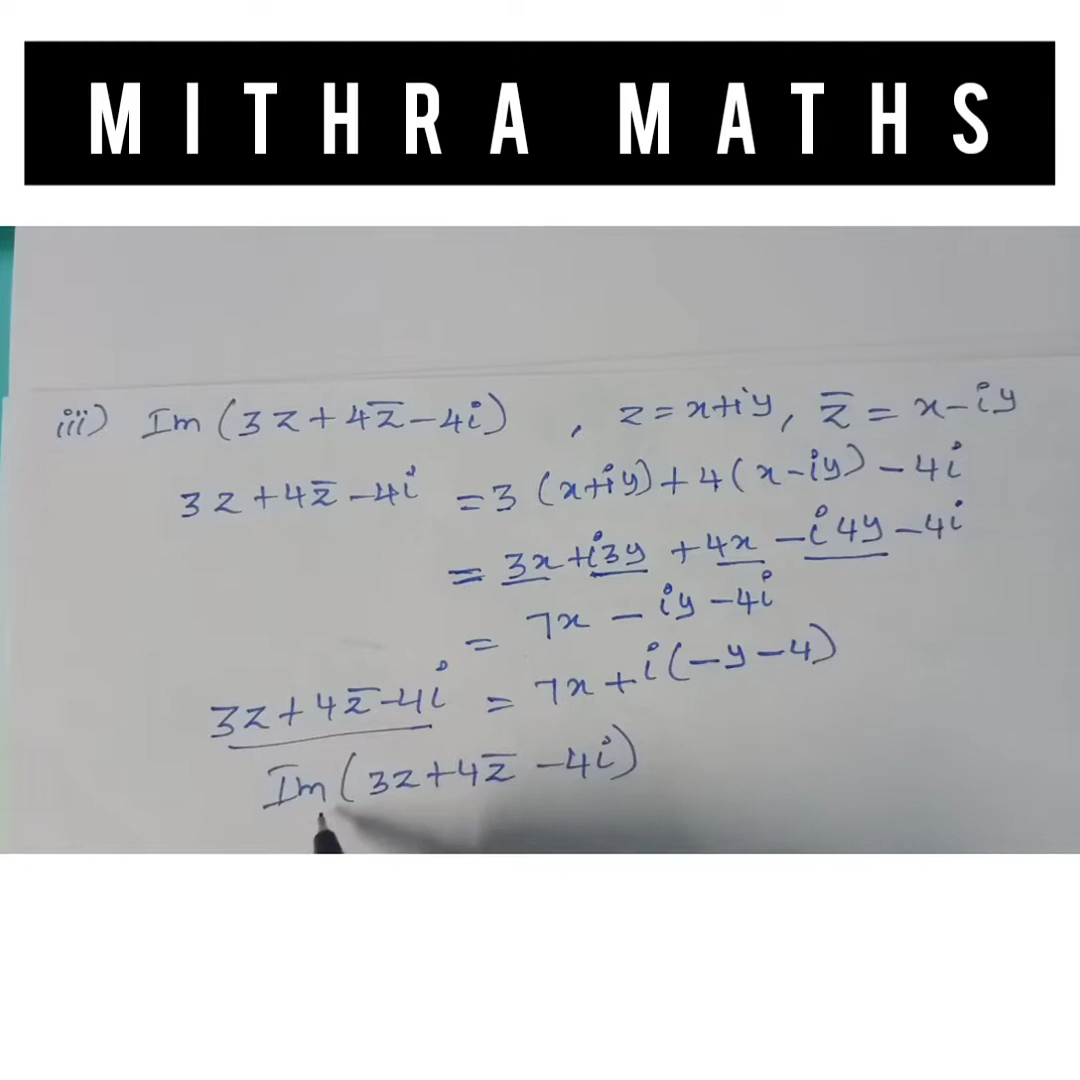 MITHRA MATHS
iii) Im (3z+4z̅-4i) , z=x+iy, z̅=x-iy
3z+4z̅-4i =3 (x+iy)+4(x-iy)-4i
= 3x+i3y+4x-i4y-4i
= 7x-iy-4i
3z+4z̅-4i = 7x+i(-y-4)
Im(3z+4z̅-4i)